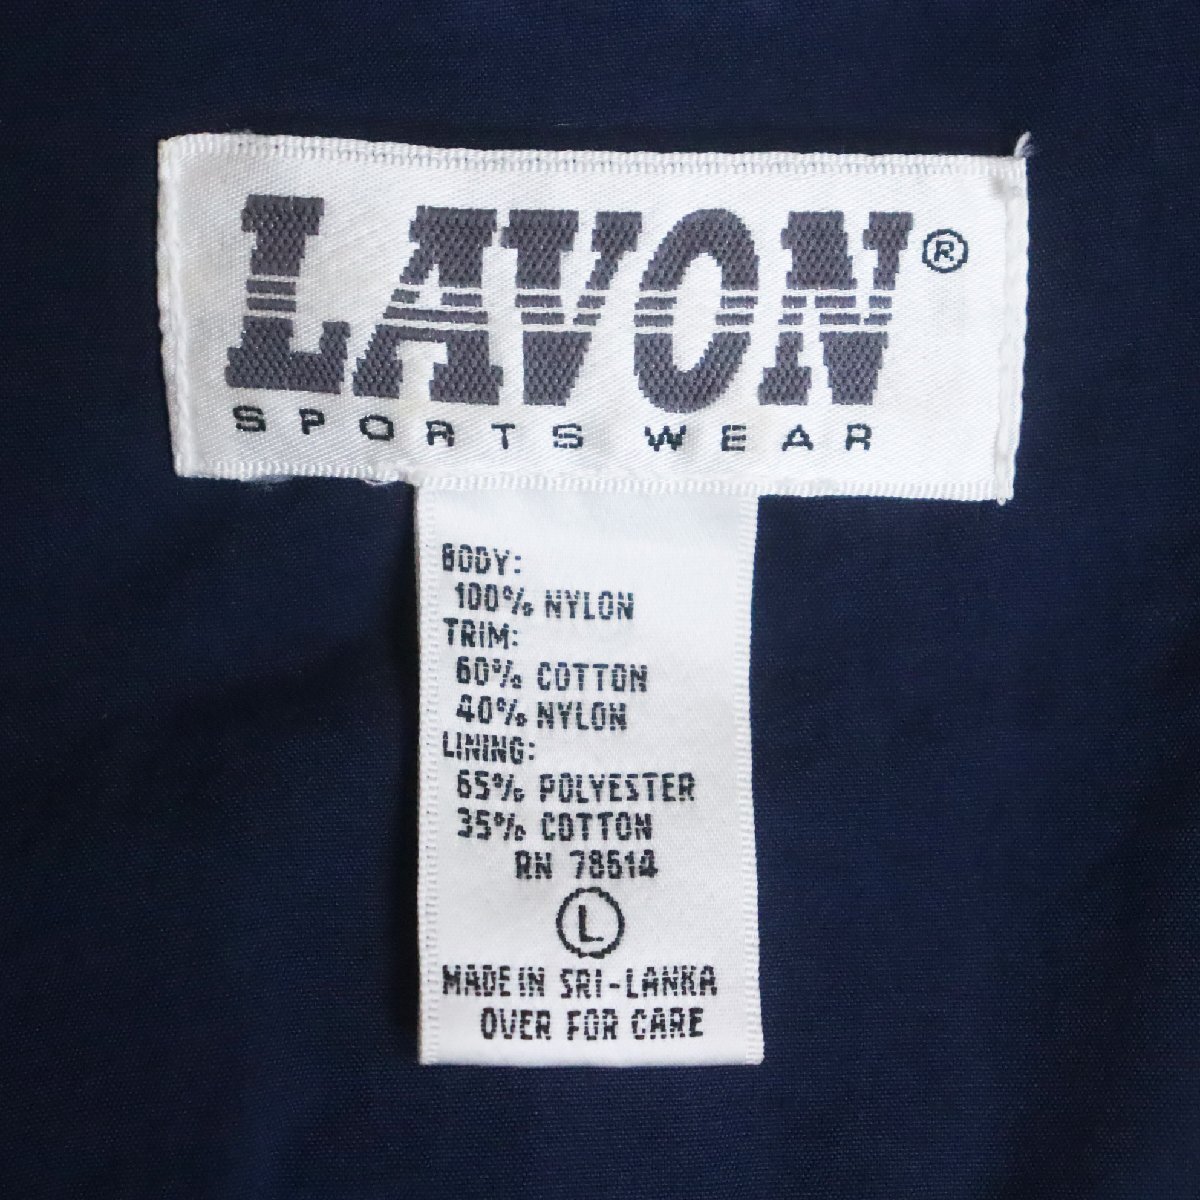 LAVON®
SPORTS WEAR
BODY:
100% NYLON
TRIM:
60% COTTON
40% NYLON
LINING:
65% POLYESTER
35% COTTON
RN 78514
L
MADE IN SRI-LANKA
OVER FOR CARE